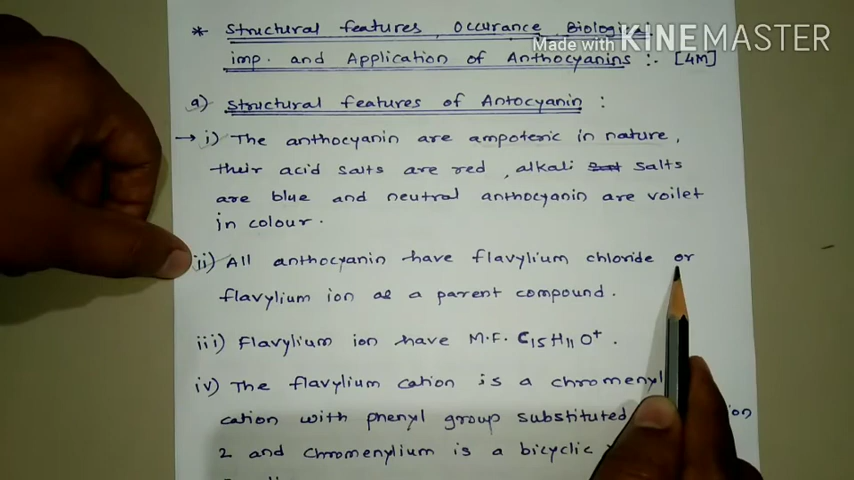 * Structural features, Occurance, Biological
Made with KINEMASTER
imp. and Application of Anthocyanins :- [4M]
a) Structural features of Antocyanin :
→ i) The anthocyanin are ampoteric in nature,
their acid salts are red, alkali salts
are blue and neutral anthocyanin are voilet
in colour.
ii) All anthocyanin have flavylium chloride or
flavylium ion as a parent compound.
iii) Flavylium ion have M.F. C15H11O+.
iv) The flavylium cation is a chromenyl
cation with phenyl group substituted
2 and chromenylium is a bicyclic